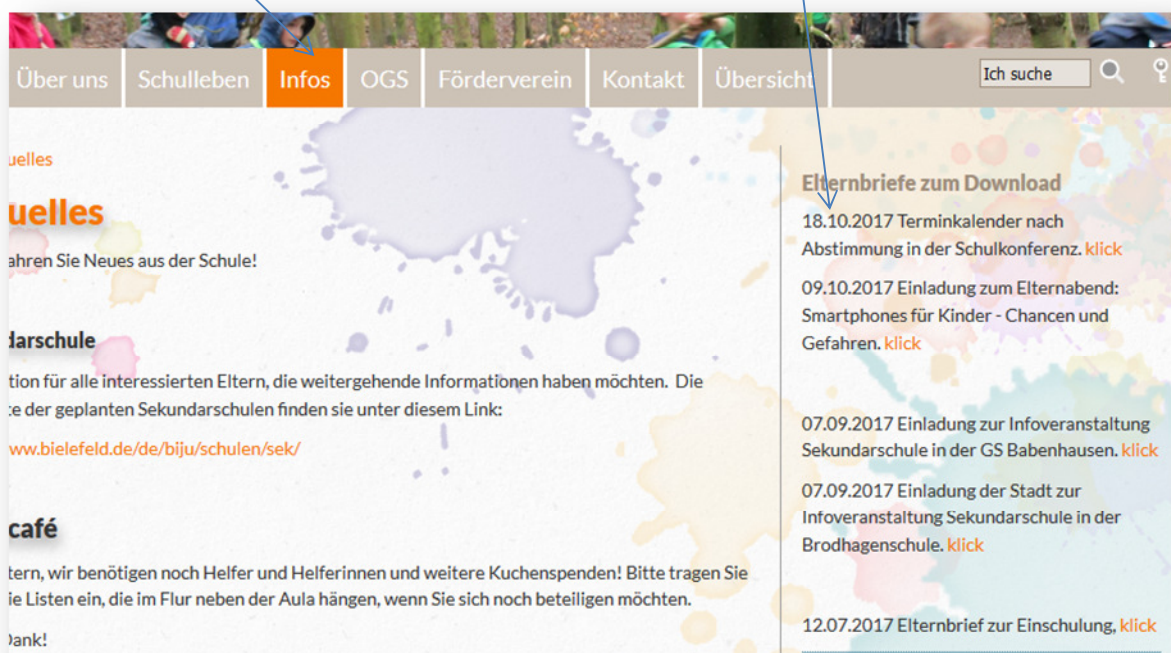 Über uns Schulleben Infos OGS Förderverein Kontakt Übersicht Ich suche
uelles
uelles
ahren Sie Neues aus der Schule!
darschule
tion für alle interessierten Eltern, die weitergehende Informationen haben möchten. Die
te der geplanten Sekundarschulen finden sie unter diesem Link:
ww.bielefeld.de/de/biju/schulen/sek/
café
tern, wir benötigen noch Helfer und Helferinnen und weitere Kuchenspenden! Bitte tragen Sie
ie Listen ein, die im Flur neben der Aula hängen, wenn Sie sich noch beteiligen möchten.
Dank!
Elternbriefe zum Download
18.10.2017 Terminkalender nach
Abstimmung in der Schulkonferenz. klick
09.10.2017 Einladung zum Elternabend:
Smartphones für Kinder - Chancen und
Gefahren. klick
07.09.2017 Einladung zur Infoveranstaltung
Sekundarschule in der GS Babenhausen. klick
07.09.2017 Einladung der Stadt zur
Infoveranstaltung Sekundarschule in der
Brodhagenschule. klick
12.07.2017 Elternbrief zur Einschulung, klick